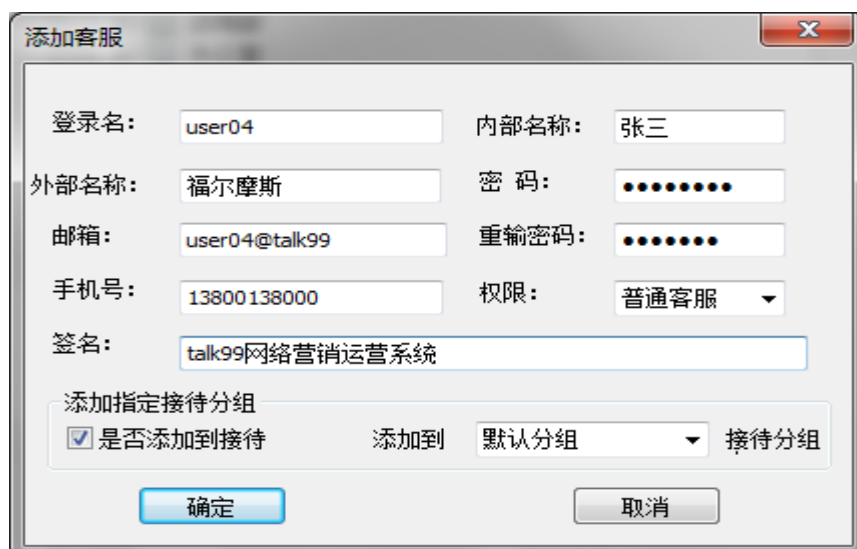 添加客服
登录名： user04 内部名称： 张三
外部名称： 福尔摩斯 密 码： ●●●●●●●●
邮箱： user04@talk99 重输密码： ●●●●●●●
手机号： 13800138000 权限： 普通客服
签名： talk99网络营销运营系统
添加指定接待分组
是否添加到接待 添加到 默认分组 接待分组
确定 取消